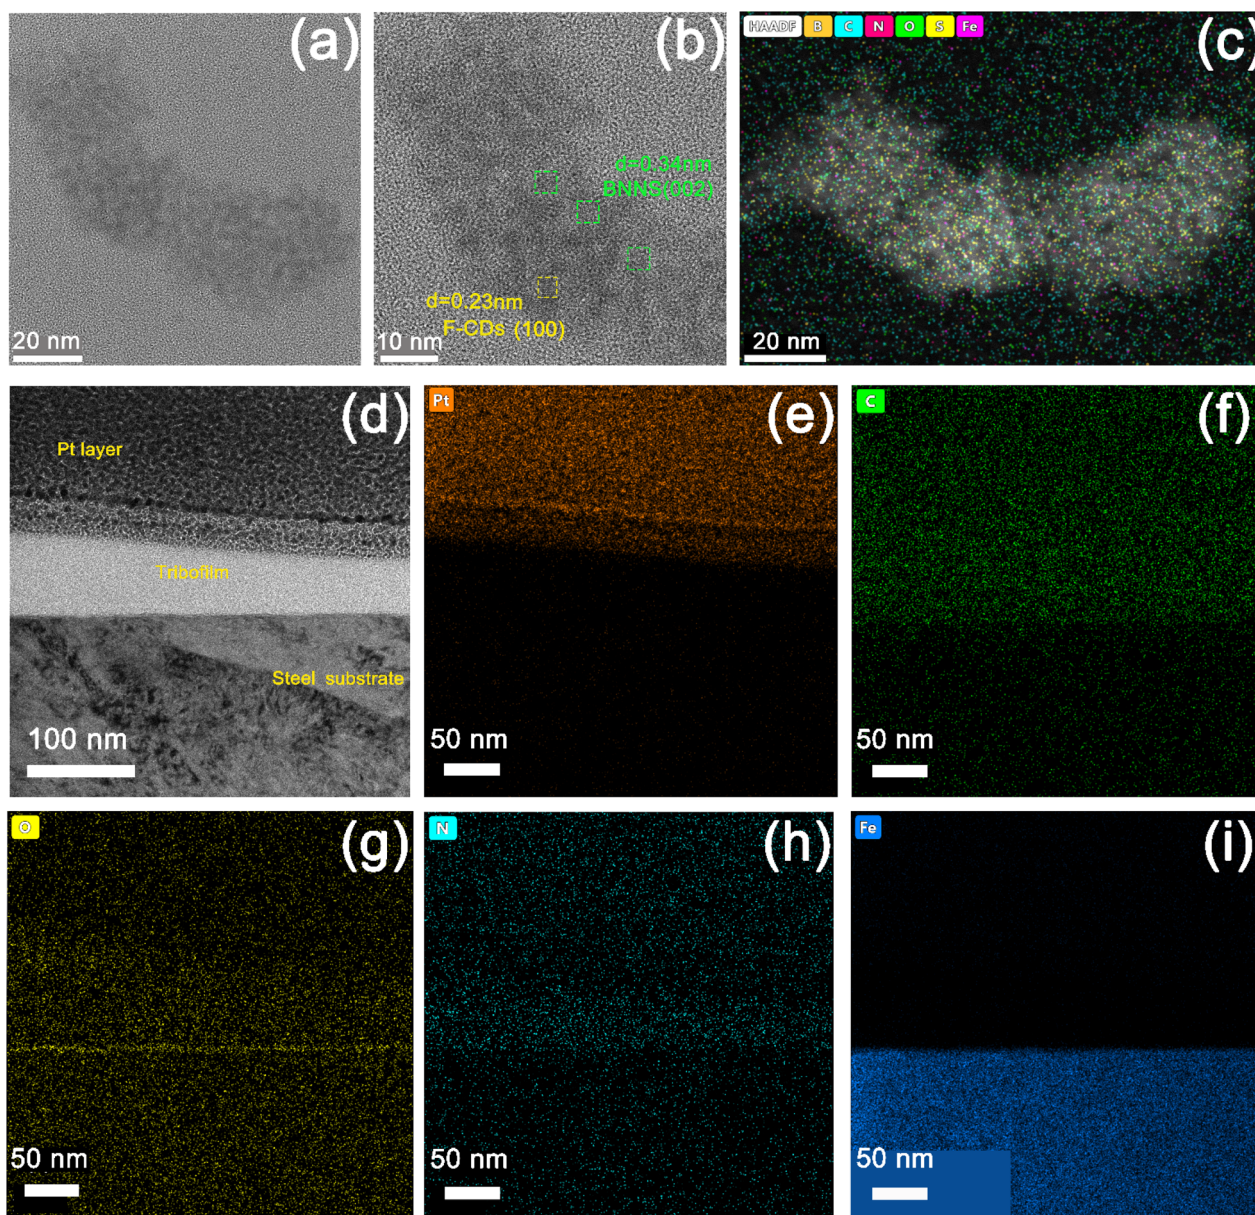 (a)
20 nm
(b)
d=0.34nm
BNNS(002)
d=0.23nm
F-CDs (100)
10 nm
HAADF B C N O S Fe
(c)
20 nm
(d)
Pt layer
Tribofilm
Steel substrate
100 nm
Pt
(e)
50 nm
C
(f)
50 nm
O
(g)
50 nm
N
(h)
50 nm
Fe
(i)
50 nm